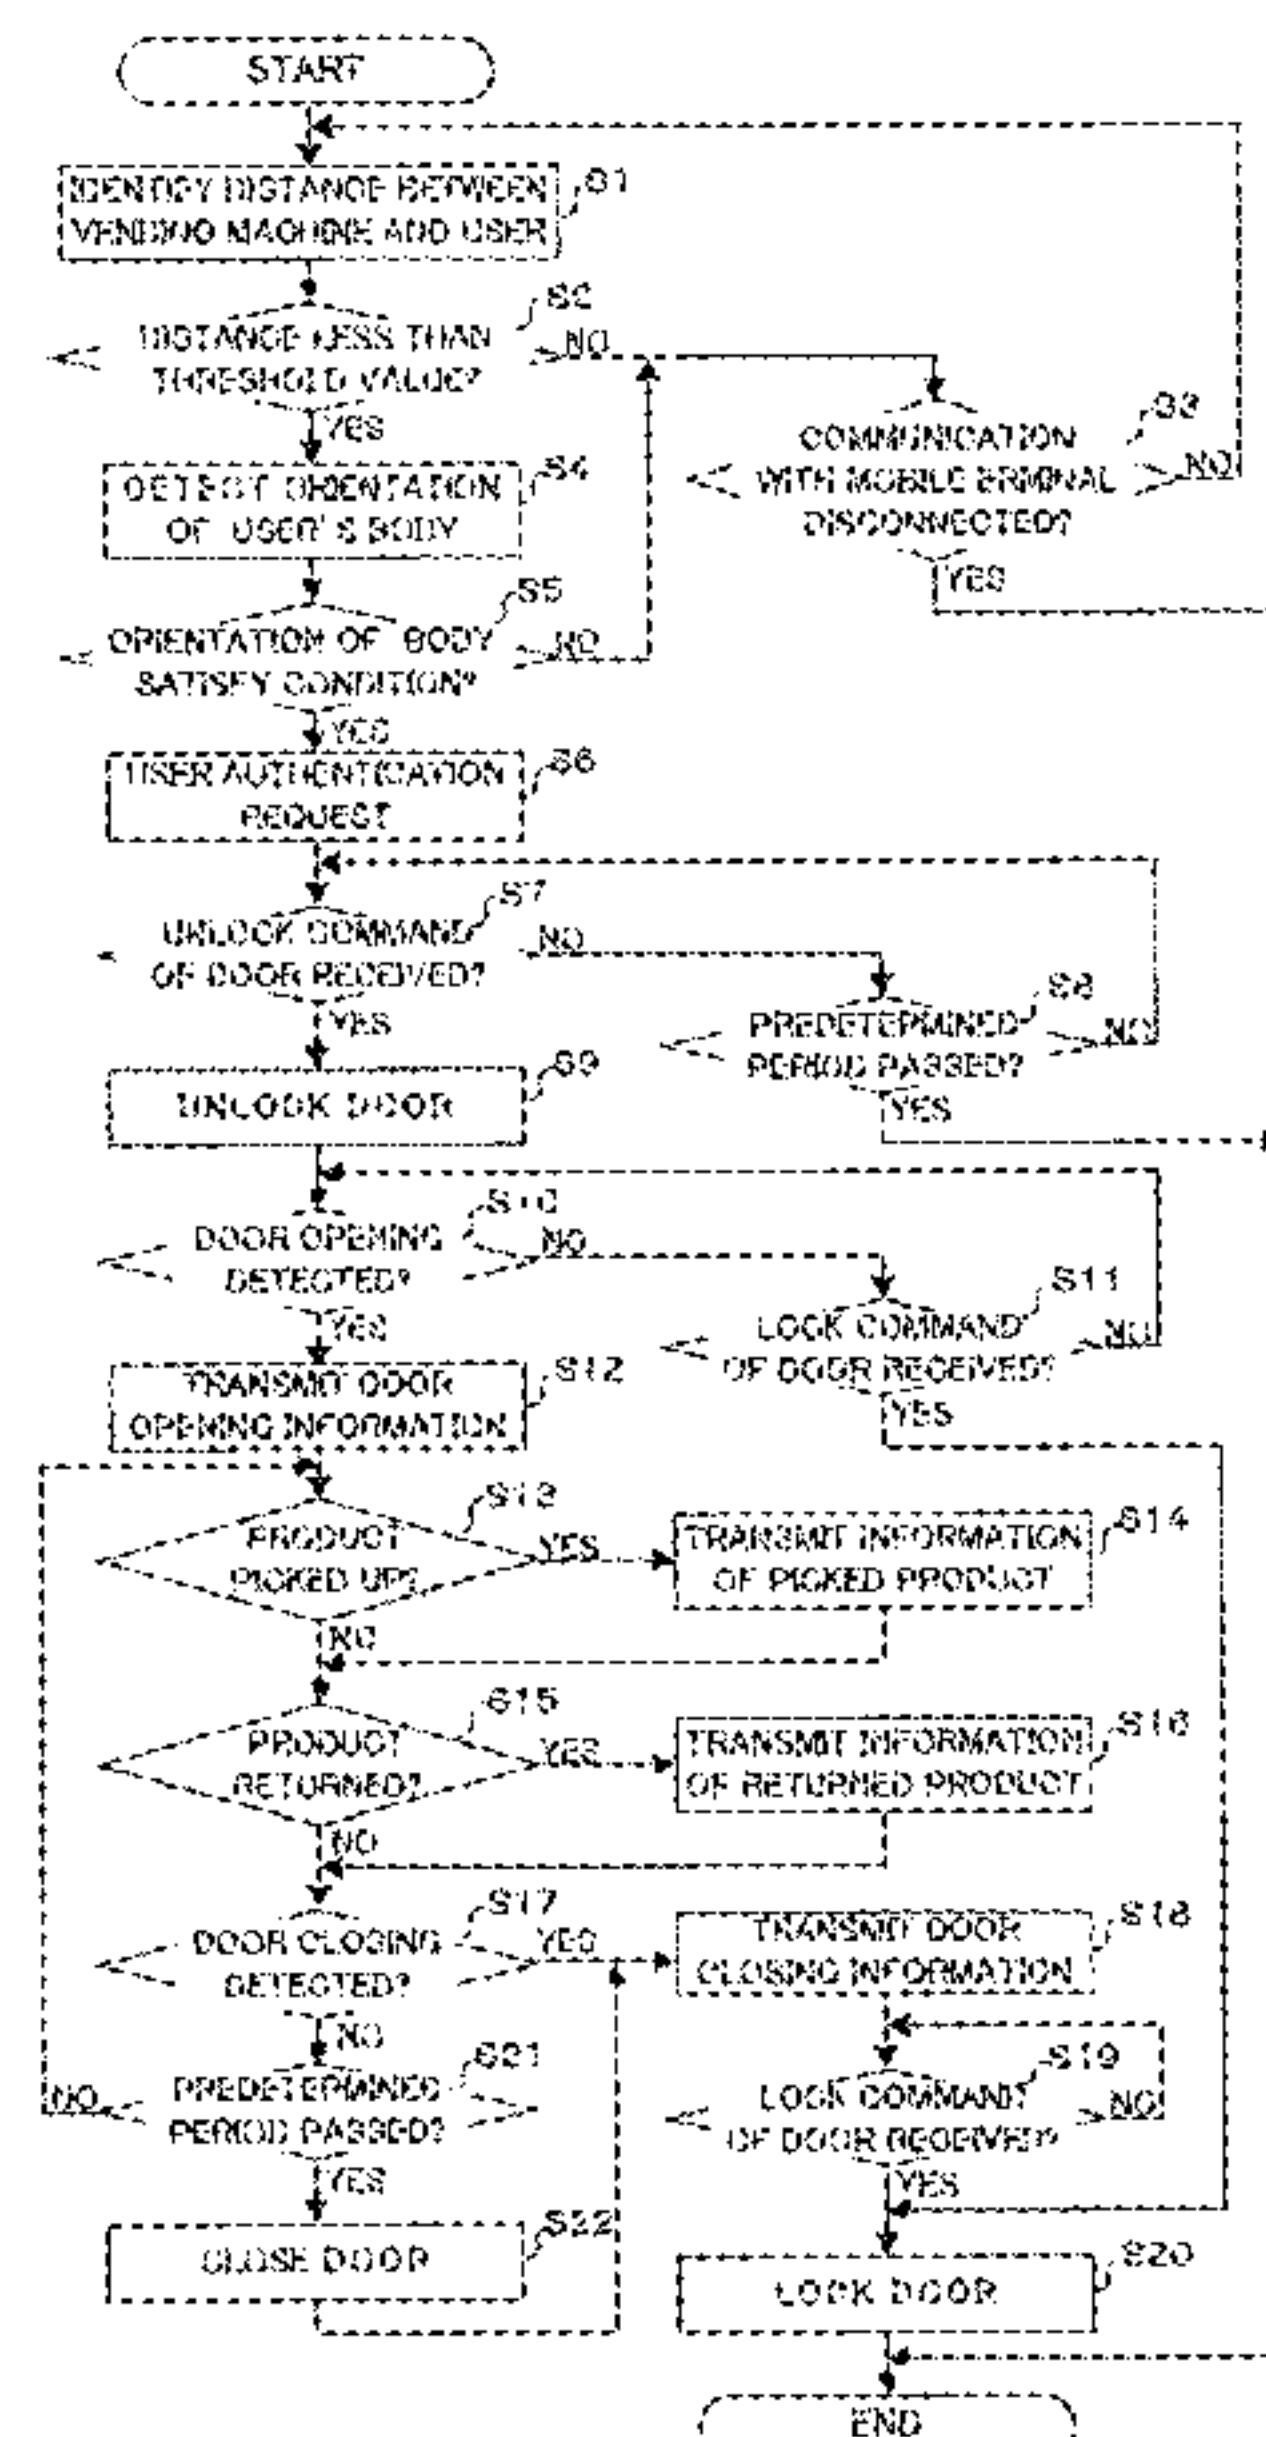 START
IDENTIFY DISTANCE BETWEEN
VENDING MACHINE AND USER
S1
DISTANCE LESS THAN
THRESHOLD VALUE?
S2
NO
YES
COMMUNICATION
WITH MOBILE ERMINAL
DISCONNECTED?
S3
NO
YES
DETECT ORIENTATION
OF USER'S BODY
S4
ORIENTATION OF BODY
SATISFY CONDITION?
S5
NO
YES
USER AUTHENTICATION
REQUEST
S6
UNLOCK COMMAND
OF DOOR RECEIVED?
S7
NO
YES
PREDETERMINED
PERIOD PASSED?
S8
NO
YES
UNLOCK DOOR
S9
DOOR OPENING
DETECTED?
S10
NO
YES
LOCK COMMAND
OF DOOR RECEIVED?
S11
NO
YES
TRANSMIT DOOR
OPENING INFORMATION
S12
PRODUCT
PICKED UP?
S13
YES
NO
TRANSMIT INFORMATION
OF PICKED PRODUCT
S14
PRODUCT
RETURNED?
S15
YES
NO
TRANSMIT INFORMATION
OF RETURNED PRODUCT
S16
DOOR CLOSING
DETECTED?
S17
YES
NO
TRANSMIT DOOR
CLOSING INFORMATION
S18
LOCK COMMAND
OF DOOR RECEIVED?
S19
NO
YES
PREDETERMINED
PERIOD PASSED?
S21
NO
YES
CLOSE DOOR
S22
LOCK DOOR
S20
END